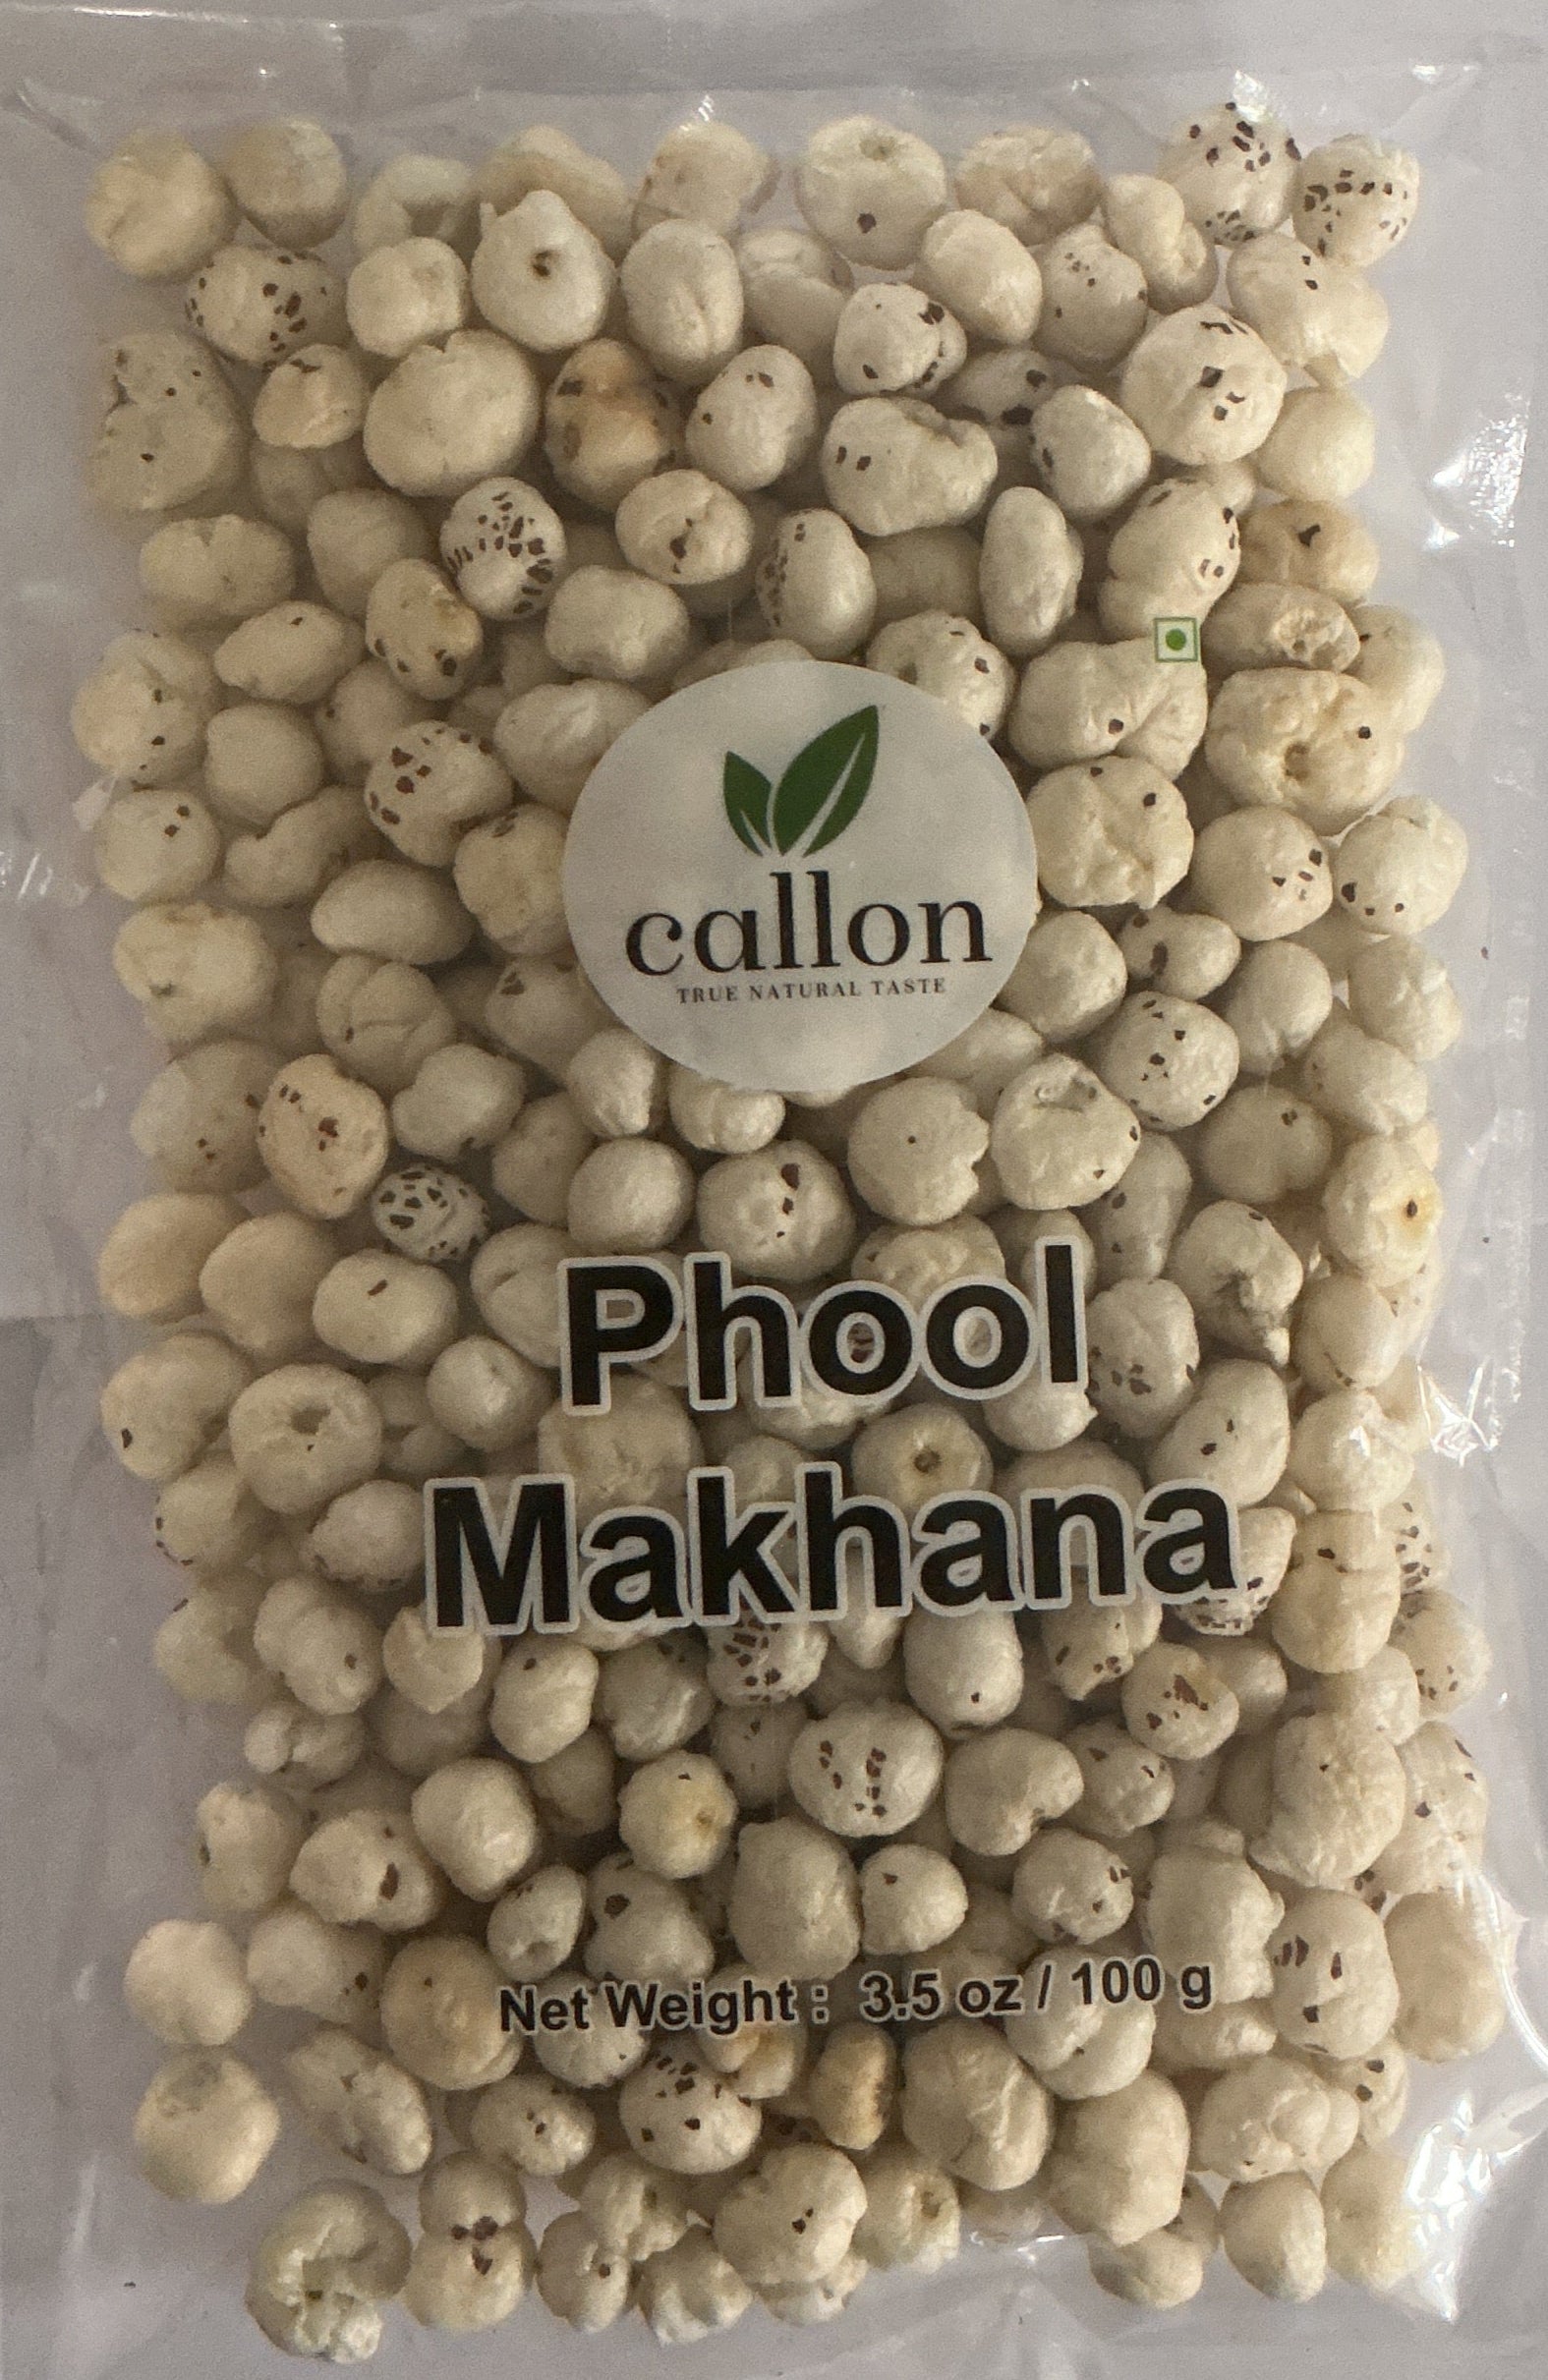 callon
TRUE NATURAL TASTE
Phool
Makhana
Net Weight : 3.5 oz / 100 g